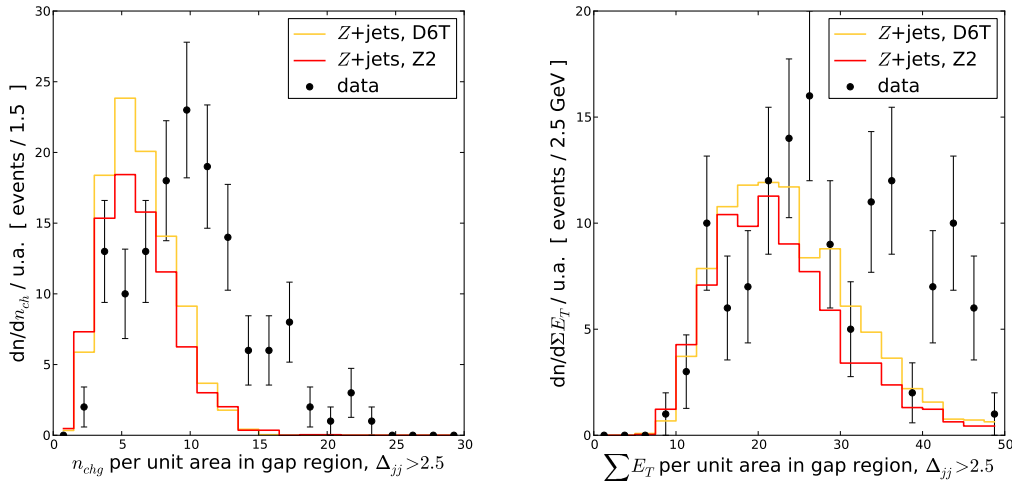 dn/dn_ch / u.a. [ events / 1.5 ]
35
30
25
20
15
10
5
0
0
5
10
15
20
25
30
Z+jets, D6T
Z+jets, Z2
data
n_chg per unit area in gap region, Δ_jj >2.5
dn/dΣE_T / u.a. [ events / 2.5 GeV ]
20
15
10
5
0
0
10
20
30
40
50
Z+jets, D6T
Z+jets, Z2
data
∑ E_T per unit area in gap region, Δ_jj >2.5